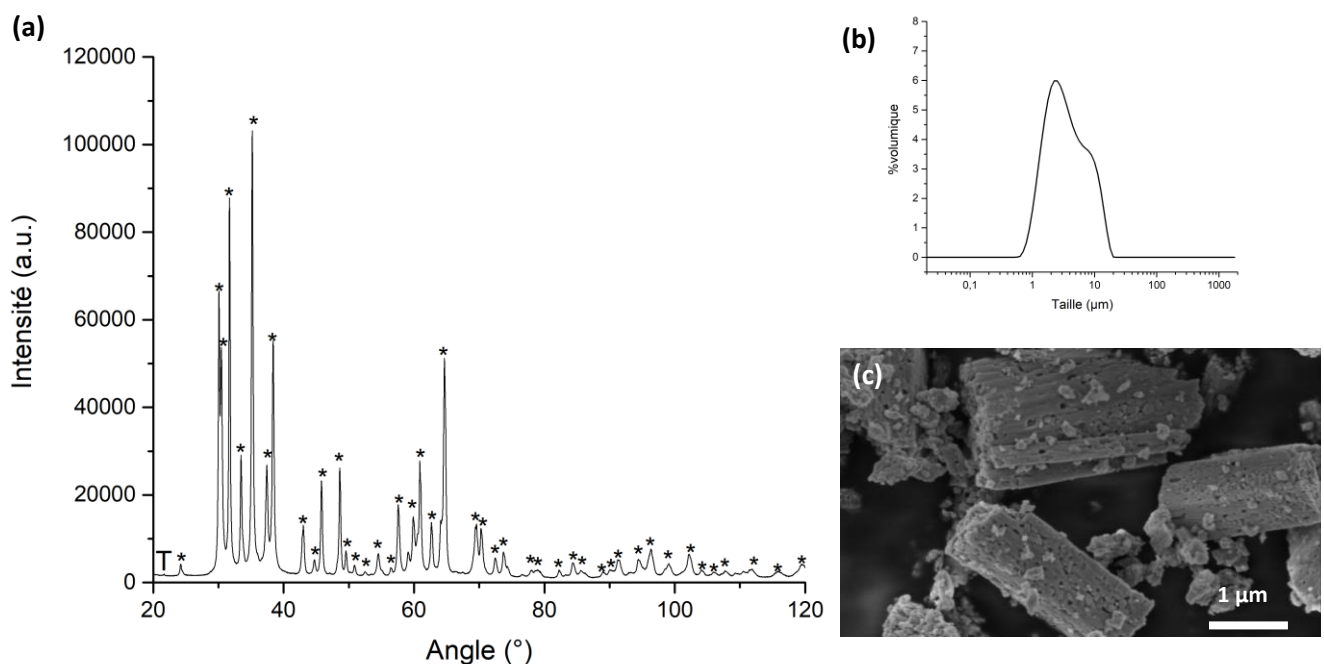 (a)
120000
100000
80000
60000
40000
20000
0
Intensité (a.u.)
T
* * * * * * * * * * * * * * * * * * * * * * * * * * * * * * * * * * * * * * * * * * *
20 40 60 80 100 120
Angle (°)
(b)
8
7
6
5
4
3
2
1
0
%volumique
0,1 1 10 100 1000
Taille (µm)
(c)
1 µm